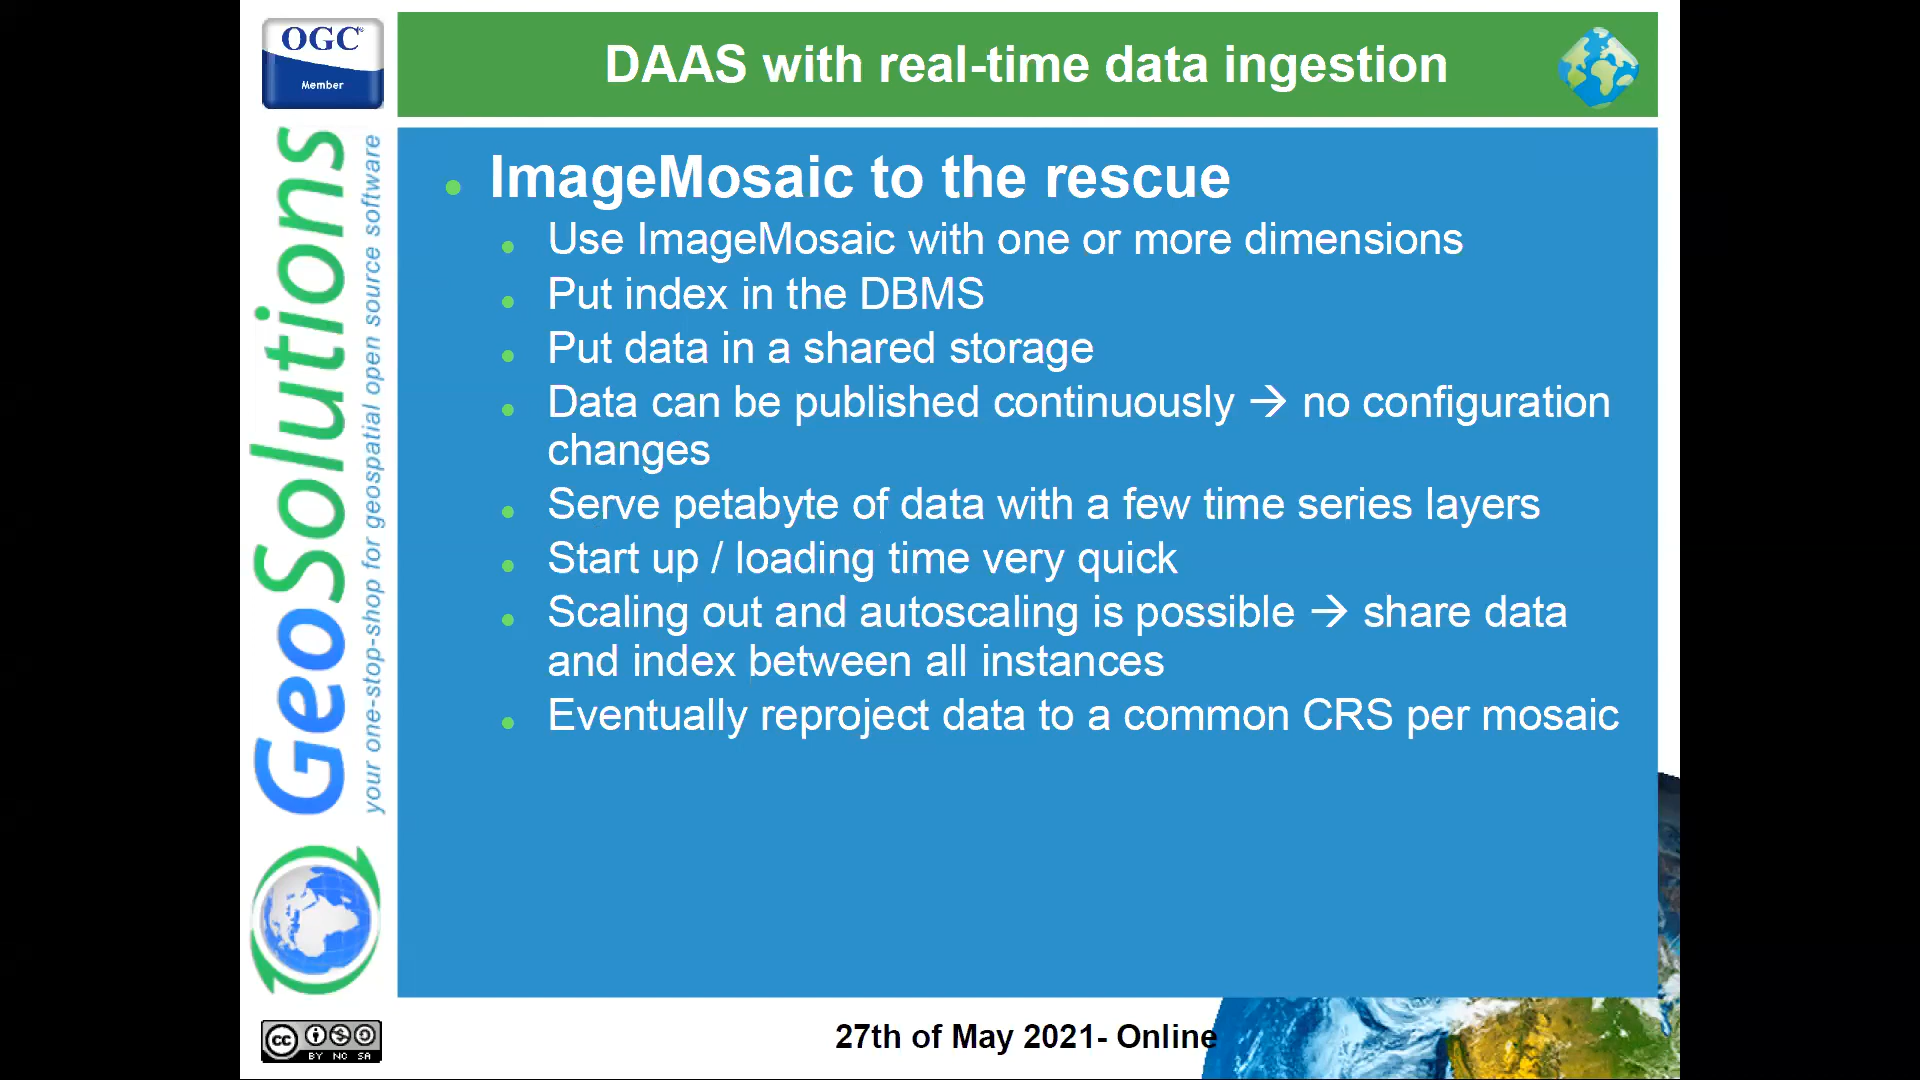 OGC®
Member
DAAS with real-time data ingestion
GeoSolutions
your one-stop-shop for geospatial open source software
ImageMosaic to the rescue
Use ImageMosaic with one or more dimensions
Put index in the DBMS
Put data in a shared storage
Data can be published continuously → no configuration
changes
Serve petabyte of data with a few time series layers
Start up / loading time very quick
Scaling out and autoscaling is possible → share data
and index between all instances
Eventually reproject data to a common CRS per mosaic
cc
BY NC SA
27th of May 2021- Online